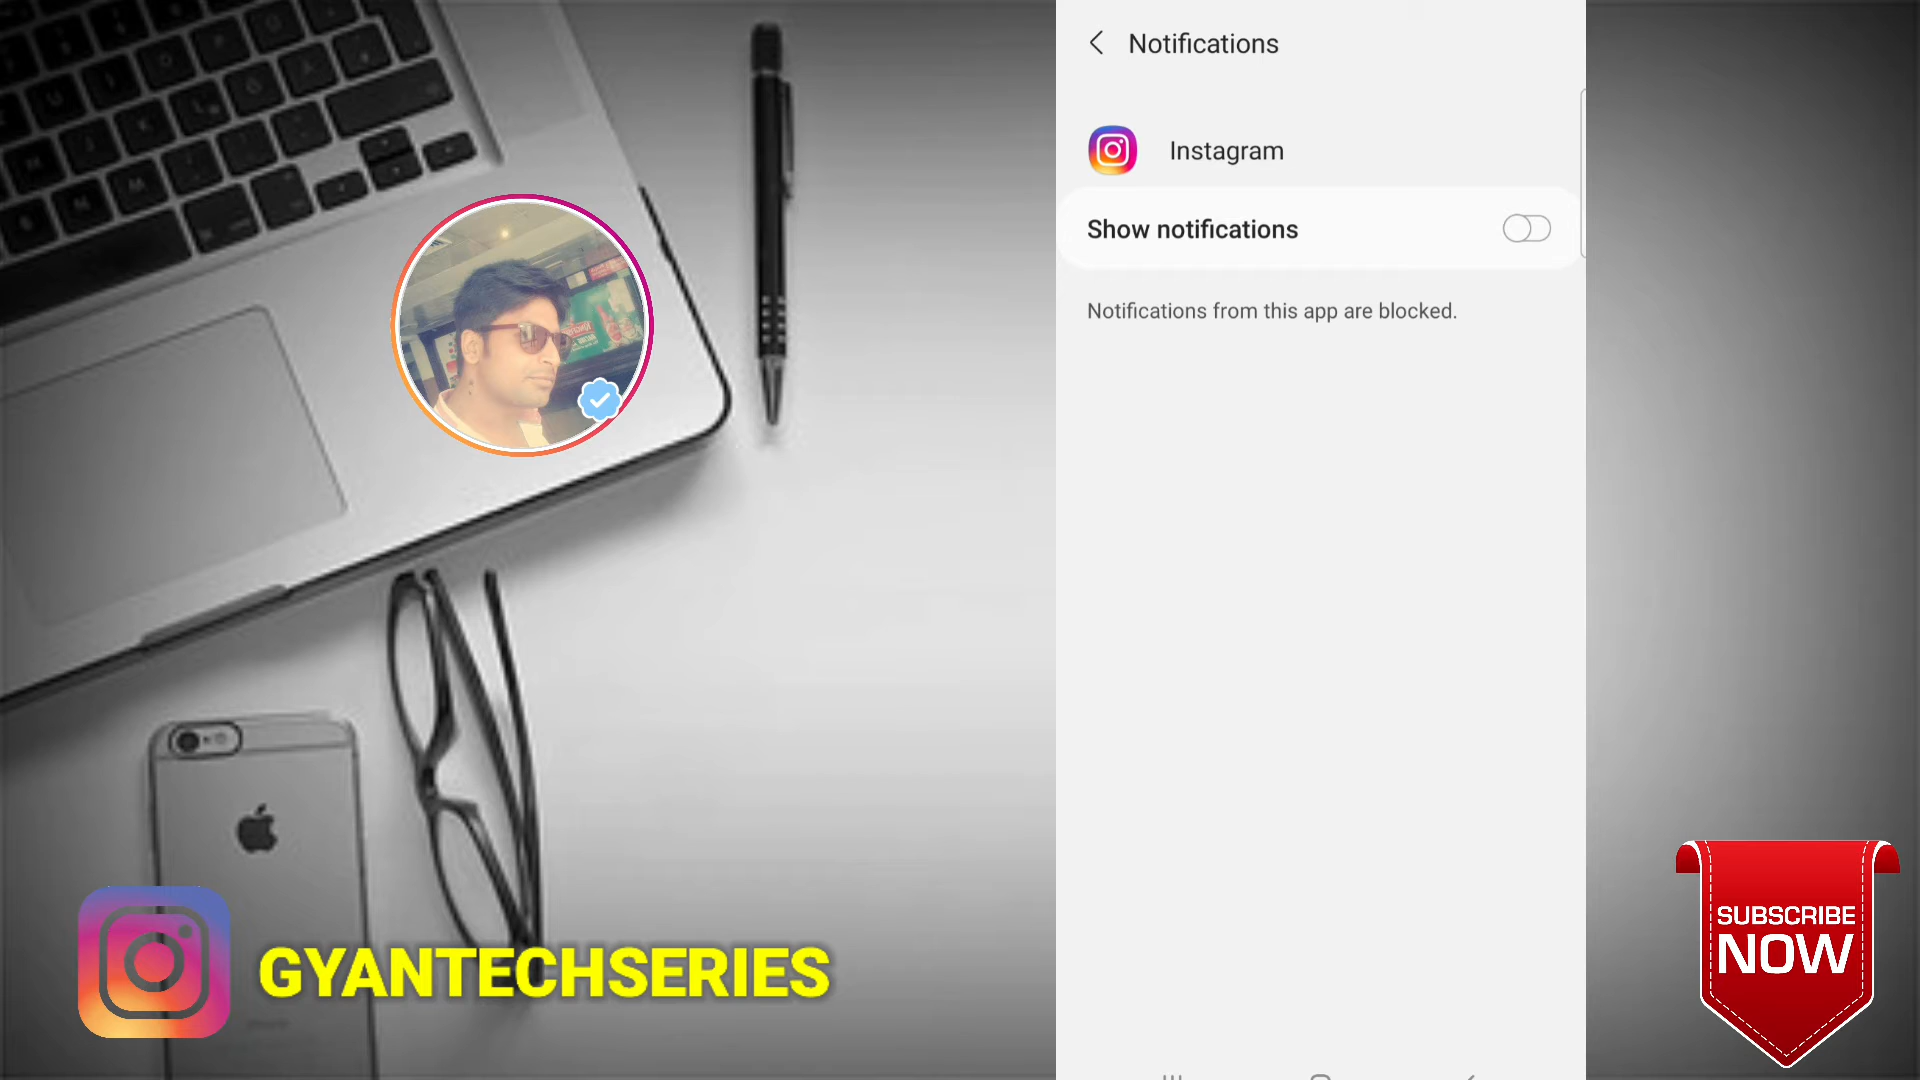 Notifications
Instagram
Show notifications
Notifications from this app are blocked.
GYANTECHSERIES
SUBSCRIBE
NOW